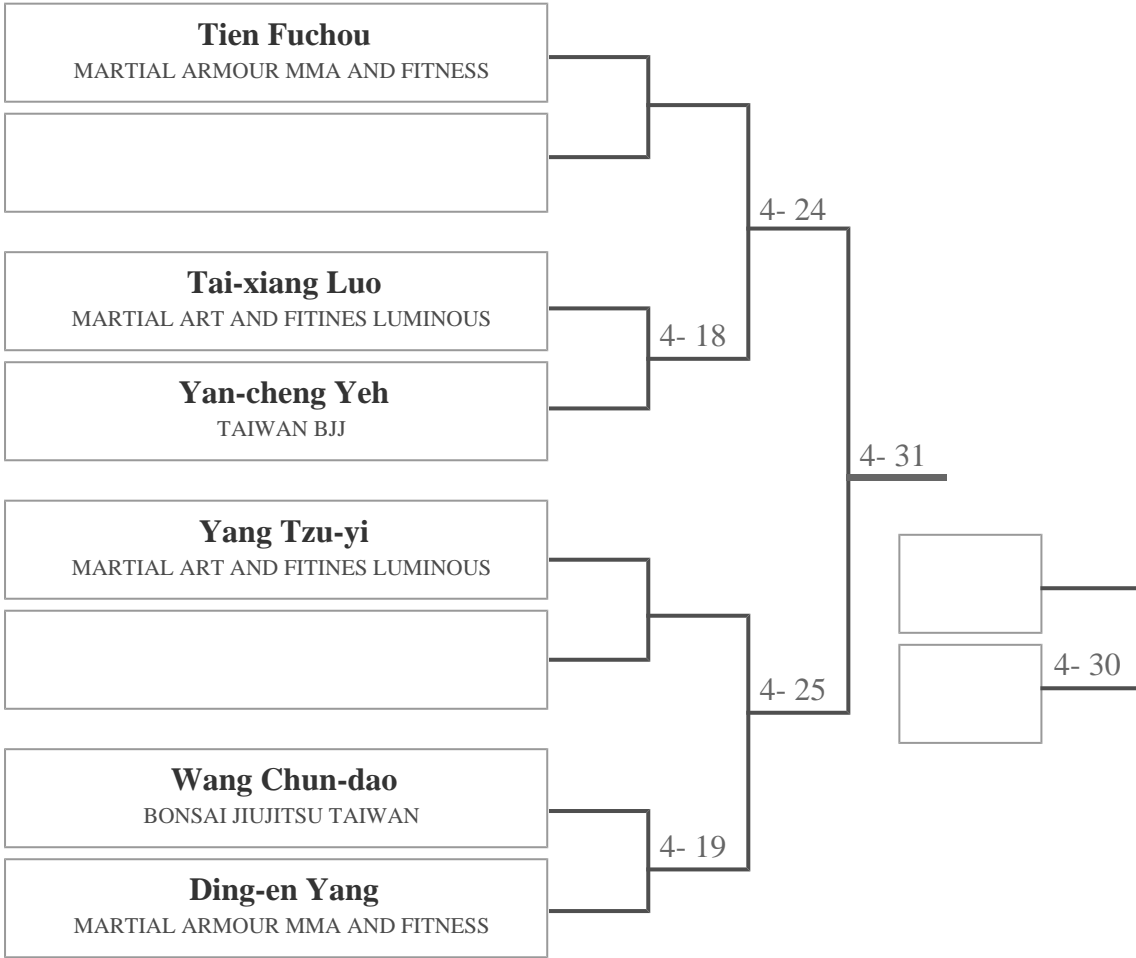 Tien Fuchou
MARTIAL ARMOUR MMA AND FITNESS
4- 24
Tai-xiang Luo
MARTIAL ART AND FITINES LUMINOUS
4- 18
Yan-cheng Yeh
TAIWAN BJJ
4- 31
Yang Tzu-yi
MARTIAL ART AND FITINES LUMINOUS
4- 30
4- 25
Wang Chun-dao
BONSAI JIUJITSU TAIWAN
4- 19
Ding-en Yang
MARTIAL ARMOUR MMA AND FITNESS